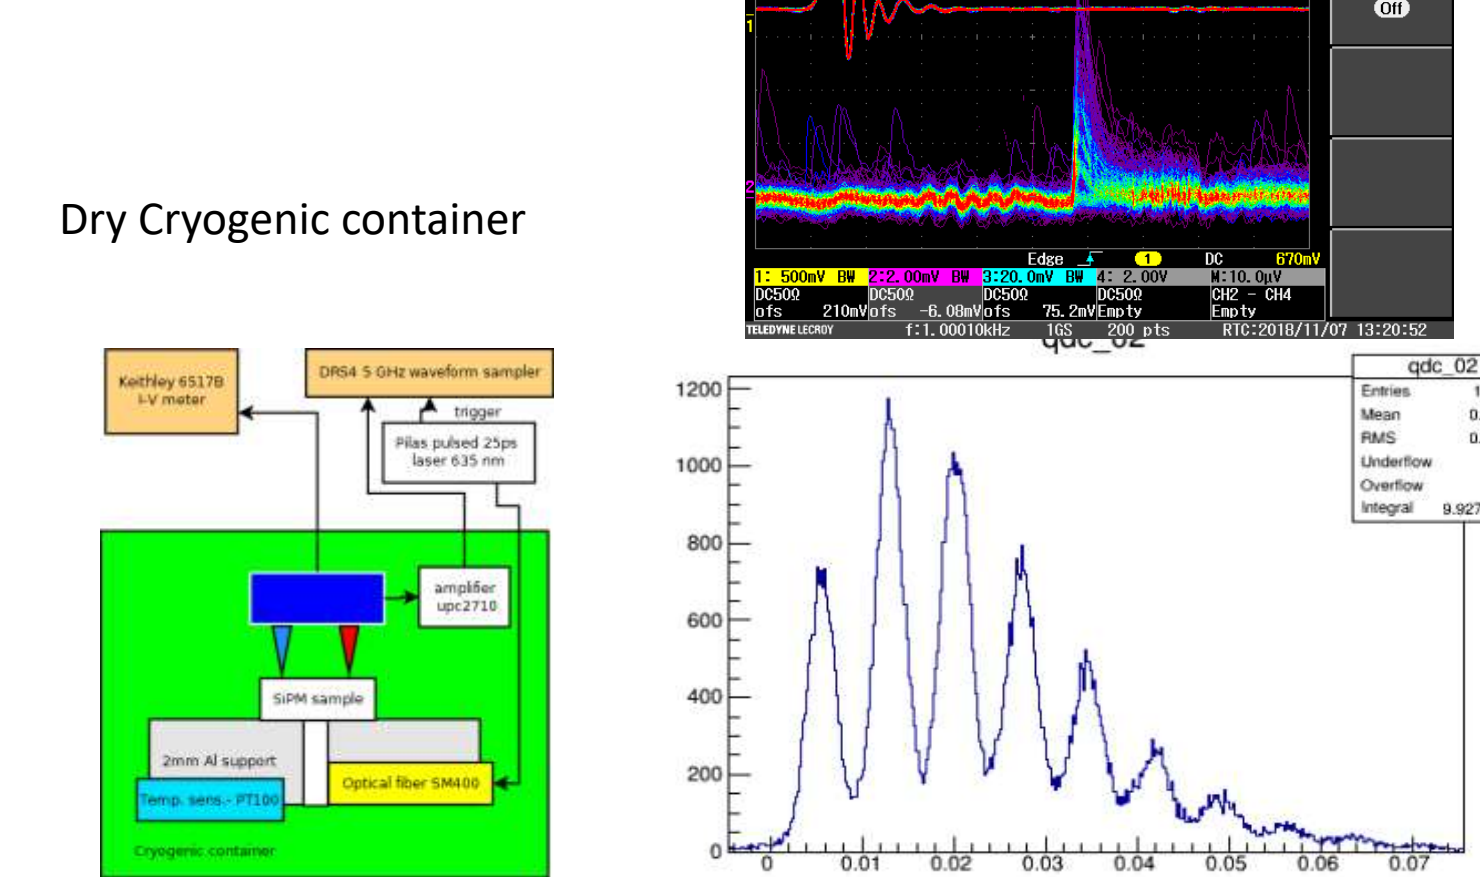 Off
1
2
Dry Cryogenic container
Edge 1 DC 670mV
1: 500mV BW 2:2.00mV BW 3:20.0mV BW 4: 2.00V M:10.0µV
DC50Ω DC50Ω DC50Ω DC50Ω CH2 - CH4
ofs 210mV ofs -6.08mV ofs 75.2mV Empty Empty
TELEDYNE LECROY f:1.00010kHz 1GS 200 pts RTC:2018/11/07 13:20:52
Keithley 6517B
I-V meter
DRS4 5 GHz waveform sampler
trigger
Pilas pulsed 25ps
laser 635 nm
amplifier
upc2710
SiPM sample
2mm Al support
Optical fiber SM400
Temp. sens.- PT100
Cryogenic container
qdc_02
qdc_02
Entries 1
Mean 0.
RMS 0.
Underflow
Overflow
Integral 9.927
1200
1000
800
600
400
200
0
0 0.01 0.02 0.03 0.04 0.05 0.06 0.07